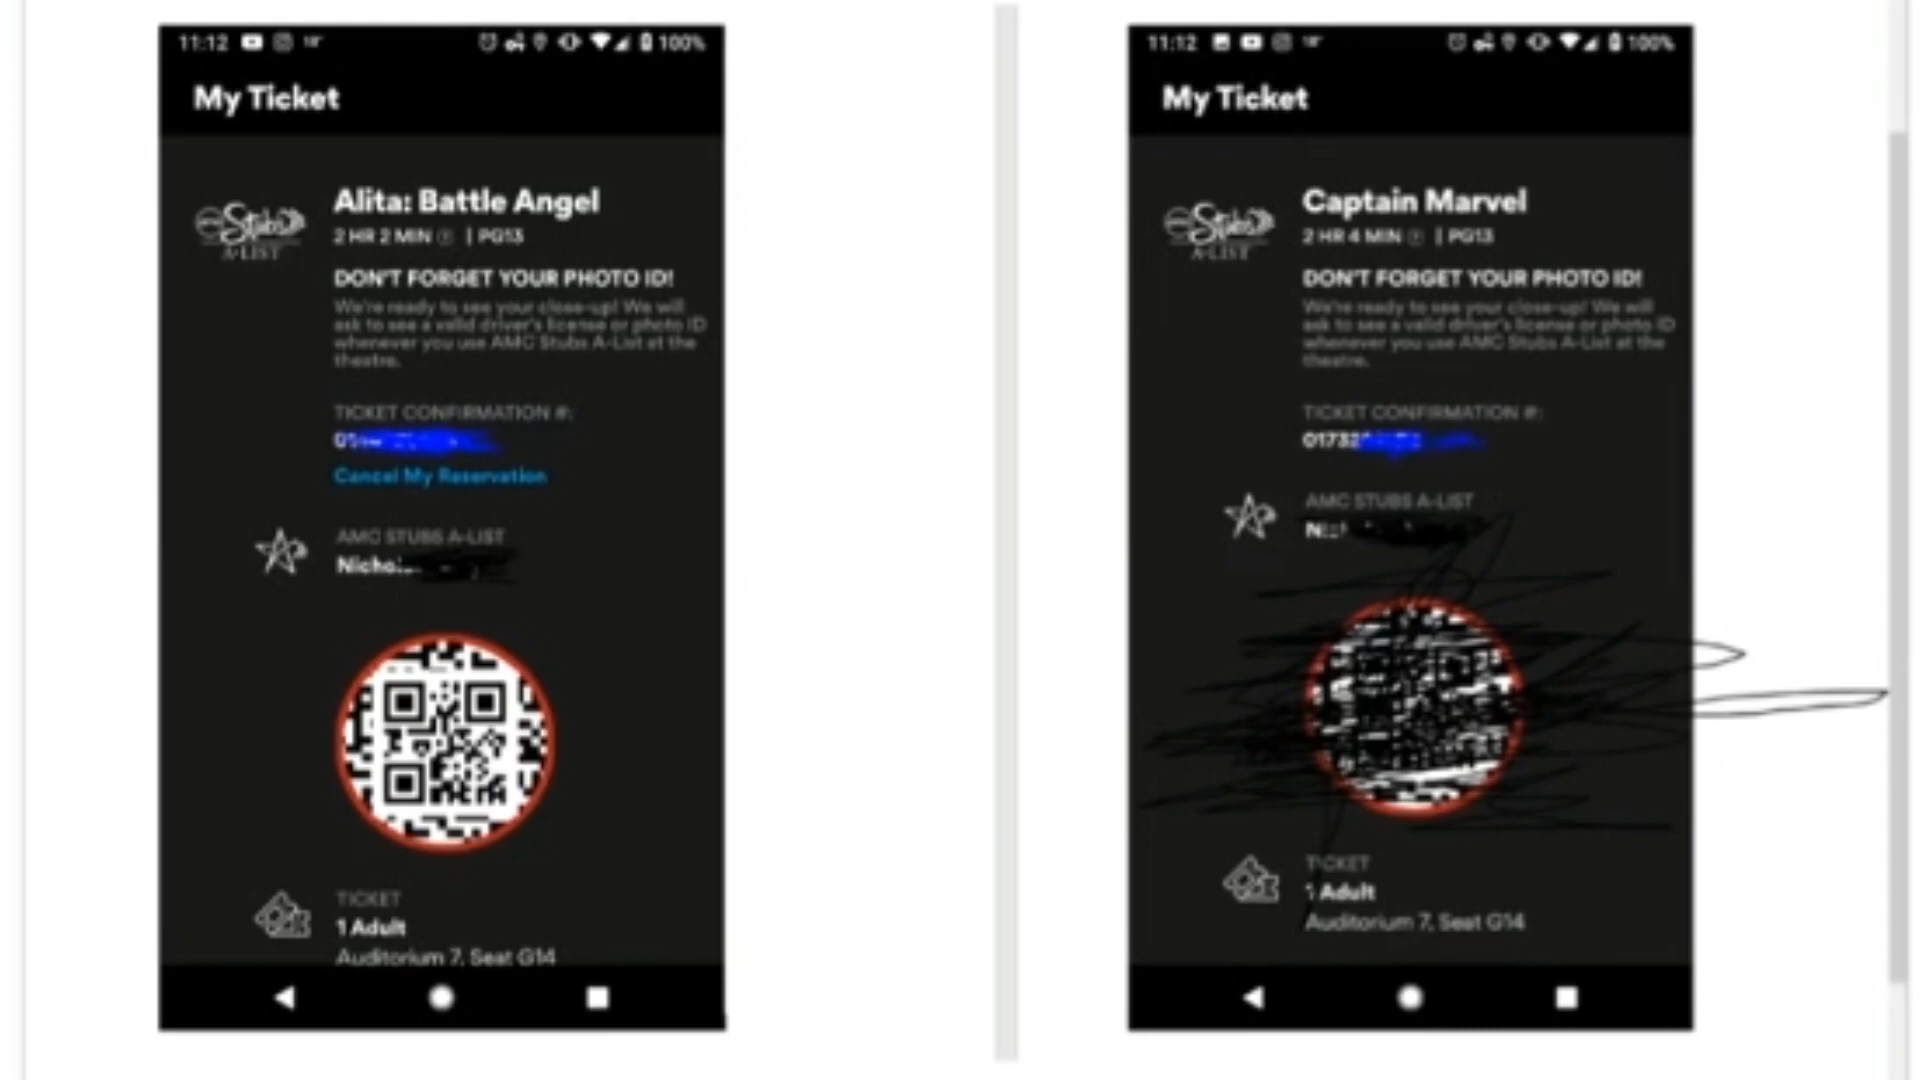 11:12
100%
My Ticket
Stubs
A-LIST
Alita: Battle Angel
2 HR 2 MIN | PG13
DON'T FORGET YOUR PHOTO ID!
We're ready to see your close-up! We will
ask to see a valid driver's license or photo ID
whenever you use AMC Stubs A-List at the
theatre.
TICKET CONFIRMATION #:
Cancel My Reservation
AMC STUBS A-LIST
TICKET
1 Adult
Auditorium 7, Seat G14
11:12
100%
My Ticket
Stubs
A-LIST
Captain Marvel
2 HR 4 MIN | PG13
DON'T FORGET YOUR PHOTO ID!
We're ready to see your close-up! We will
ask to see a valid driver's license or photo ID
whenever you use AMC Stubs A-List at the
theatre.
TICKET CONFIRMATION #:
AMC STUBS A-LIST
TICKET
1 Adult
Auditorium 7, Seat G14